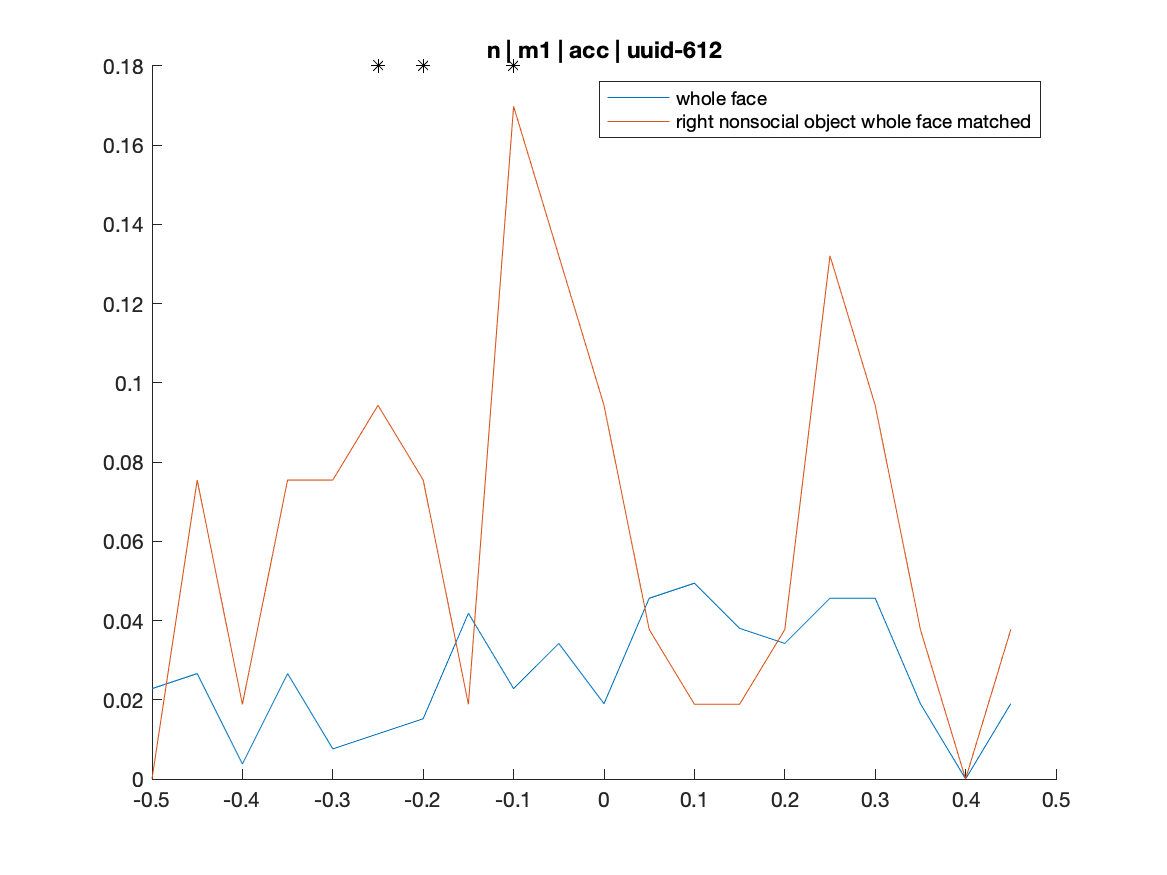 n | m1 | acc | uuid-612
whole face
right nonsocial object whole face matched
0.18
0.16
0.14
0.12
0.1
0.08
0.06
0.04
0.02
0
-0.5 -0.4 -0.3 -0.2 -0.1 0 0.1 0.2 0.3 0.4 0.5